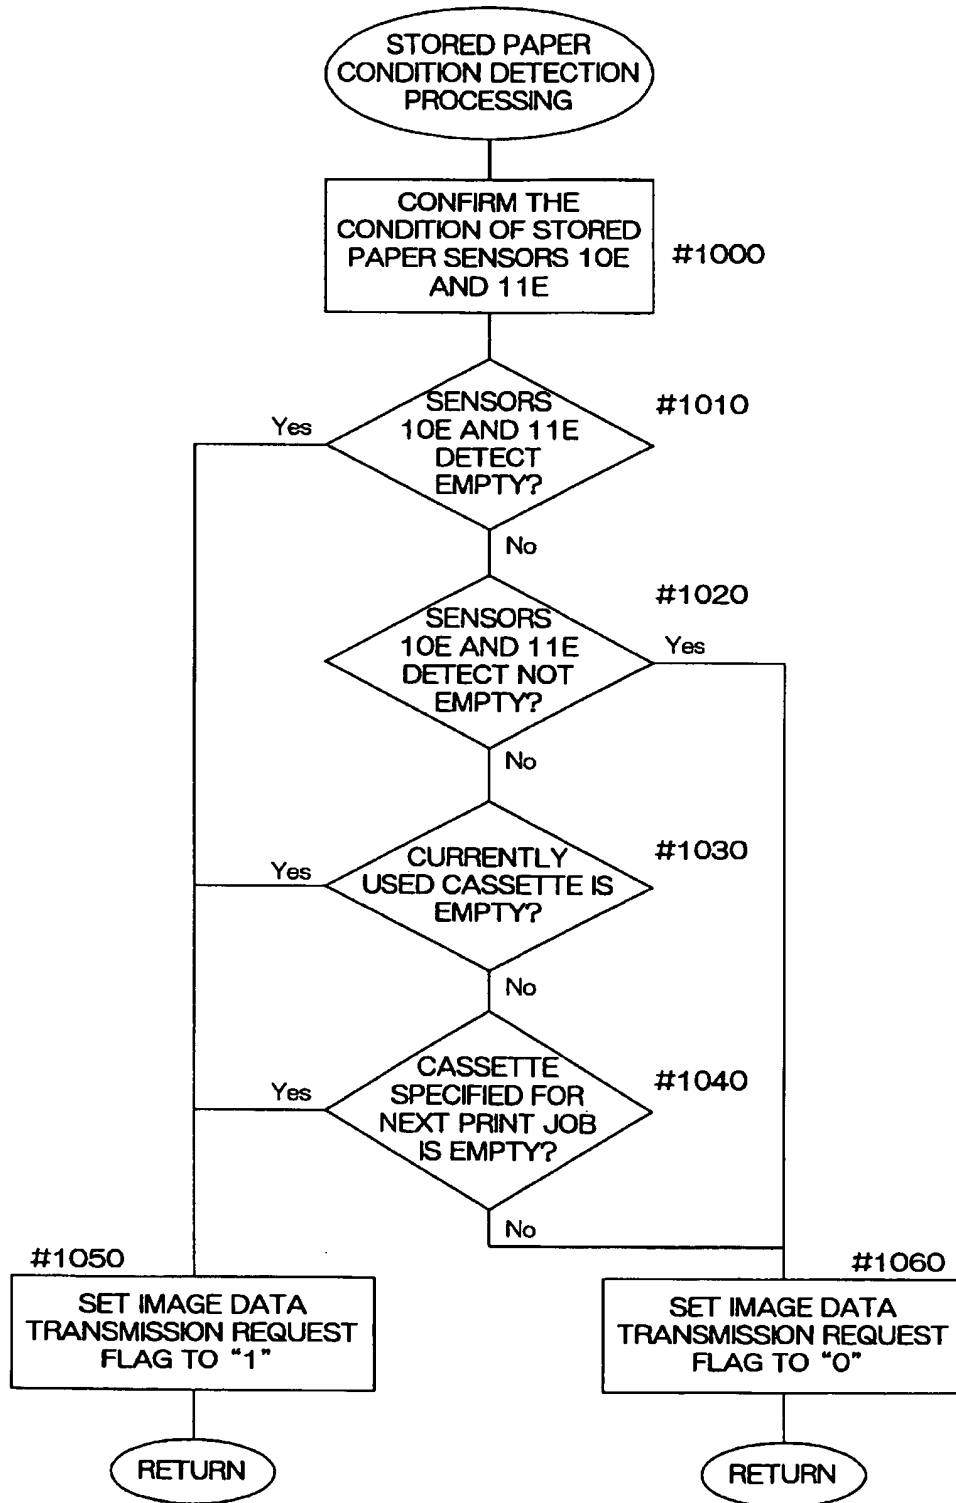 STORED PAPER
CONDITION DETECTION
PROCESSING
CONFIRM THE
CONDITION OF STORED
PAPER SENSORS 10E
AND 11E
#1000
SENSORS
10E AND 11E
DETECT
EMPTY?
#1010
Yes
No
SENSORS
10E AND 11E
DETECT NOT
EMPTY?
#1020
Yes
No
CURRENTLY
USED CASSETTE IS
EMPTY?
#1030
Yes
No
CASSETTE
SPECIFIED FOR
NEXT PRINT JOB
IS EMPTY?
#1040
Yes
No
#1050
SET IMAGE DATA
TRANSMISSION REQUEST
FLAG TO "1"
RETURN
#1060
SET IMAGE DATA
TRANSMISSION REQUEST
FLAG TO "0"
RETURN